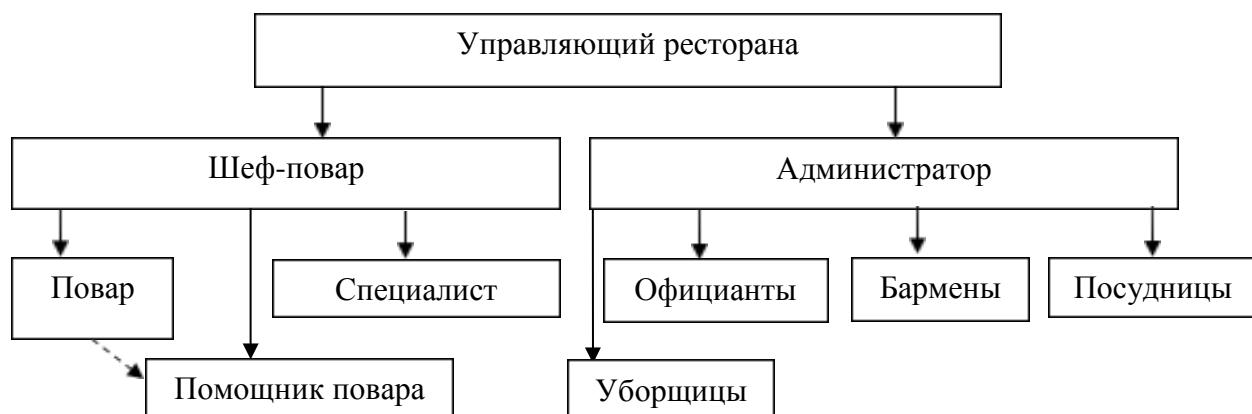 Управляющий ресторана
Шеф-повар
Администратор
Повар
Специалист
Официанты
Бармены
Посудницы
Помощник повара
Уборщицы